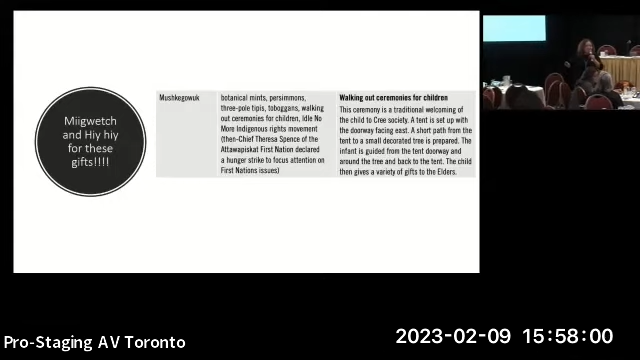 Miigwetch
and Hiy hiy
for these
gifts!!!!
Mushkegowuk
botanical mints, persimmons,
three-pole tipis, toboggans, walking
out ceremonies for children, Idle No
More Indigenous rights movement
(then-Chief Theresa Spence of the
Attawapiskat First Nation declared
a hunger strike to focus attention on
First Nations issues)
Walking out ceremonies for children
This ceremony is a traditional welcoming of
the child to Cree society. A tent is set up with
the doorway facing east. A short path from the
tent to a small decorated tree is prepared. The
infant is guided from the tent doorway and
around the tree and back to the tent. The child
then gives a variety of gifts to the Elders.
Pro-Staging AV Toronto
2023-02-09 15:58:00